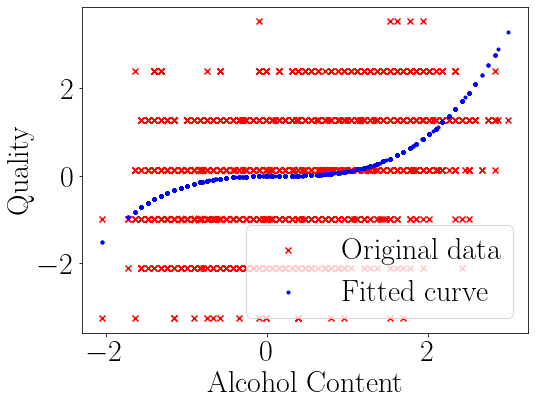 2
0
−2
Quality
Original data
Fitted curve
−2 0 2
Alcohol Content